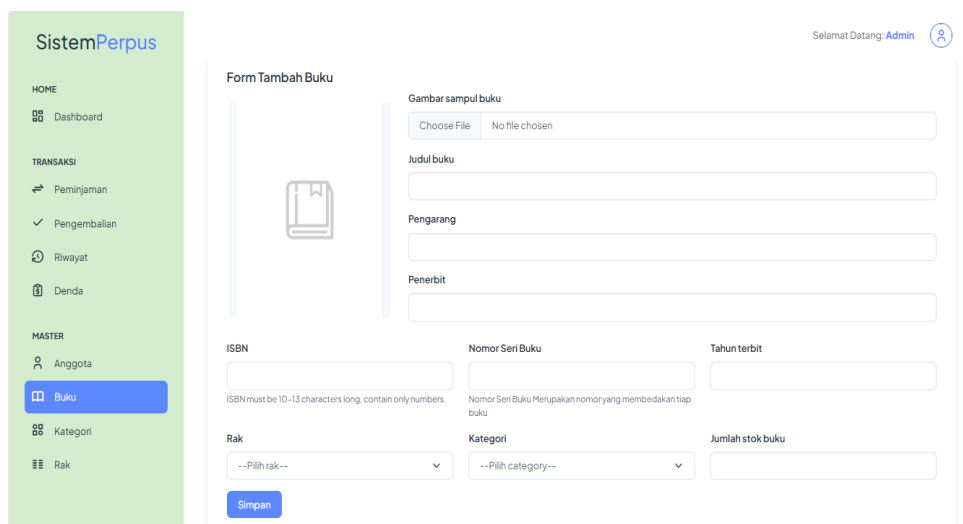 SistemPerpus
Selamat Datang: Admin
HOME
Dashboard
TRANSAKSI
Peminjaman
Pengembalian
Riwayat
Denda
MASTER
Anggota
Buku
Kategori
Rak
Form Tambah Buku
Gambar sampul buku
Choose File No file chosen
Judul buku
Pengarang
Penerbit
ISBN
ISBN must be 10-13 characters long, contain only numbers.
Nomor Seri Buku
Nomor Seri Buku Merupakan nomor yang membedakan tiap
buku
Tahun terbit
Rak
--Pilih rak--
Kategori
--Pilih category--
Jumlah stok buku
Simpan